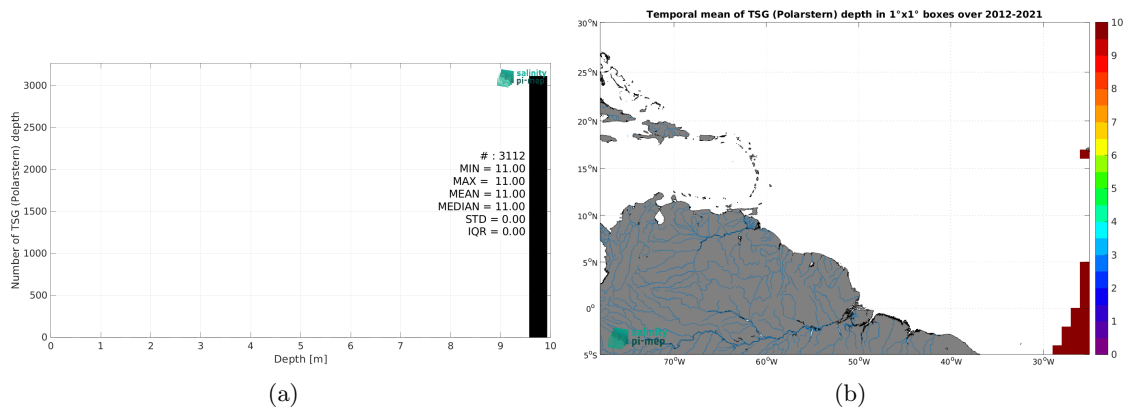 salinity
pi-mep
Number of TSG (Polarstern) depth
3000
2500
2000
1500
1000
500
0
# : 3112
MIN = 11.00
MAX = 11.00
MEAN = 11.00
MEDIAN = 11.00
STD = 0.00
IQR = 0.00
0 1 2 3 4 5 6 7 8 9 10
Depth [m]
(a)
Temporal mean of TSG (Polarstern) depth in 1°x1° boxes over 2012-2021
30°N
25°N
20°N
15°N
10°N
5°N
0°
5°S
70°W 60°W 50°W 40°W 30°W
salinity
pi-mep
10
9
8
7
6
5
4
3
2
1
0
(b)